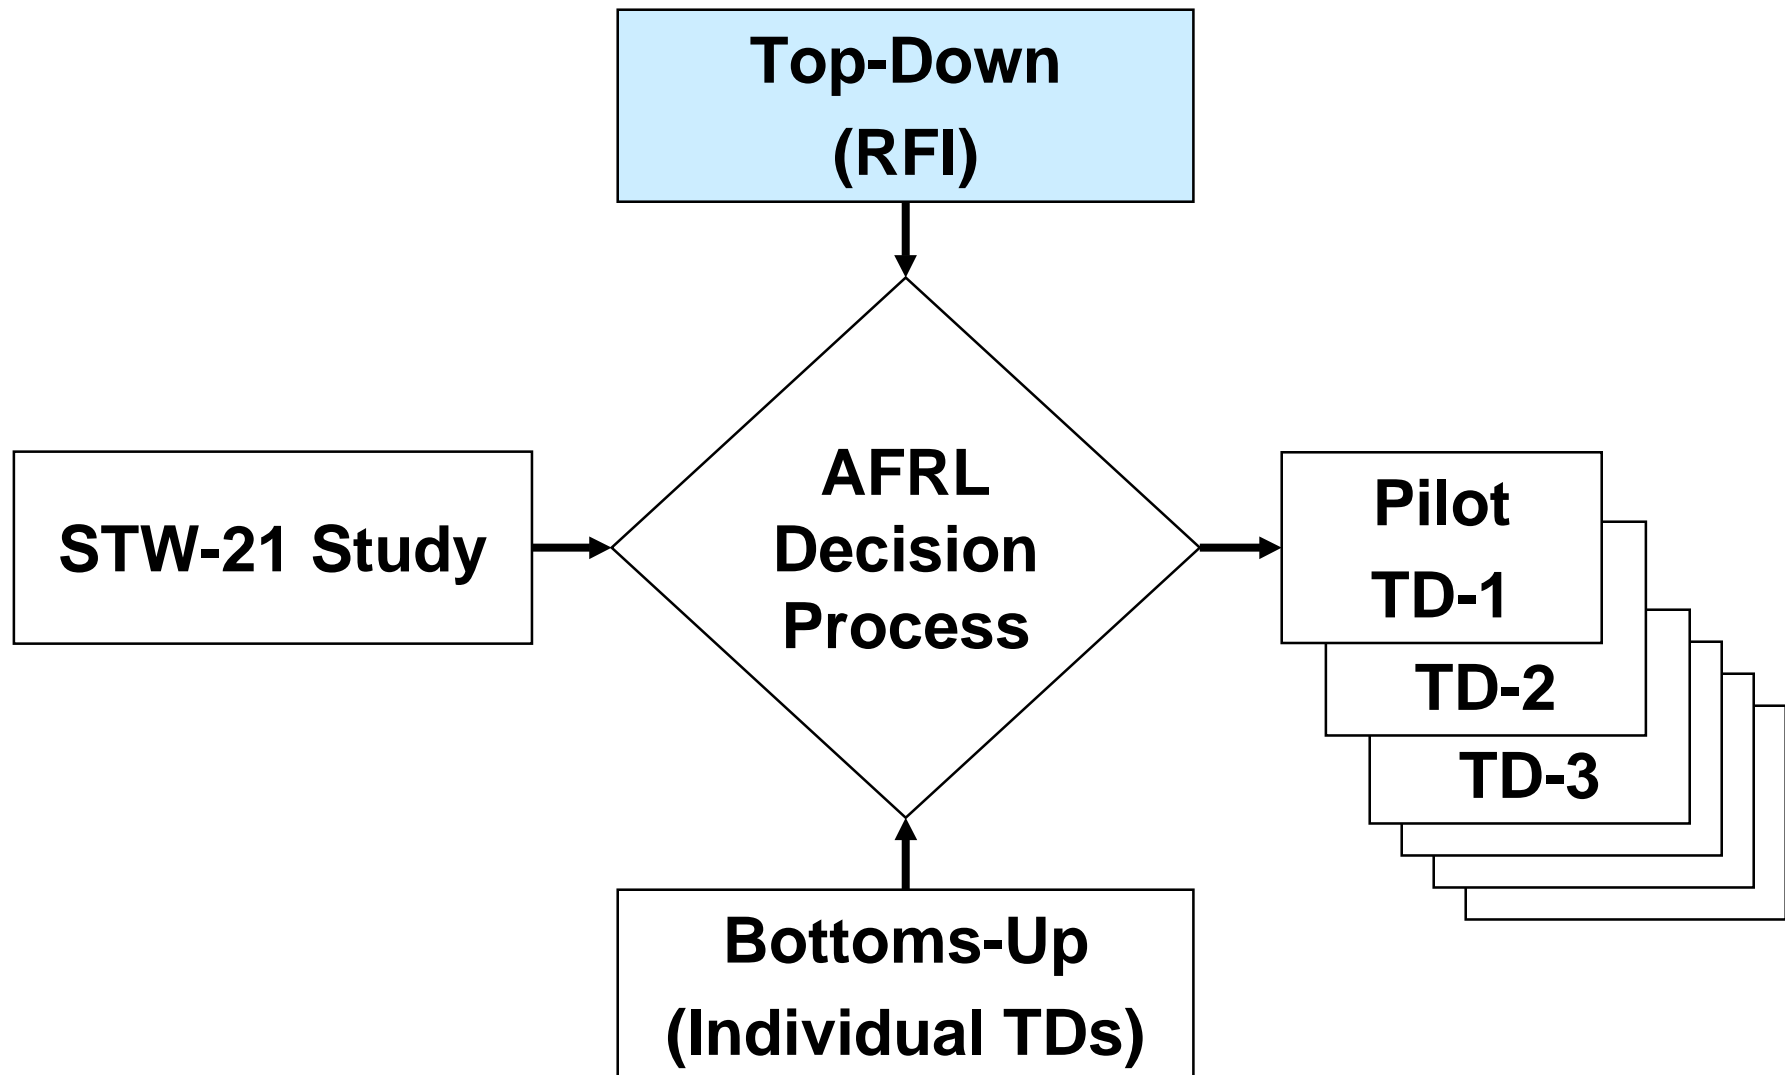 Top-Down
(RFI)
STW-21 Study
AFRL
Decision
Process
Pilot
TD-1
TD-2
TD-3
Bottoms-Up
(Individual TDs)